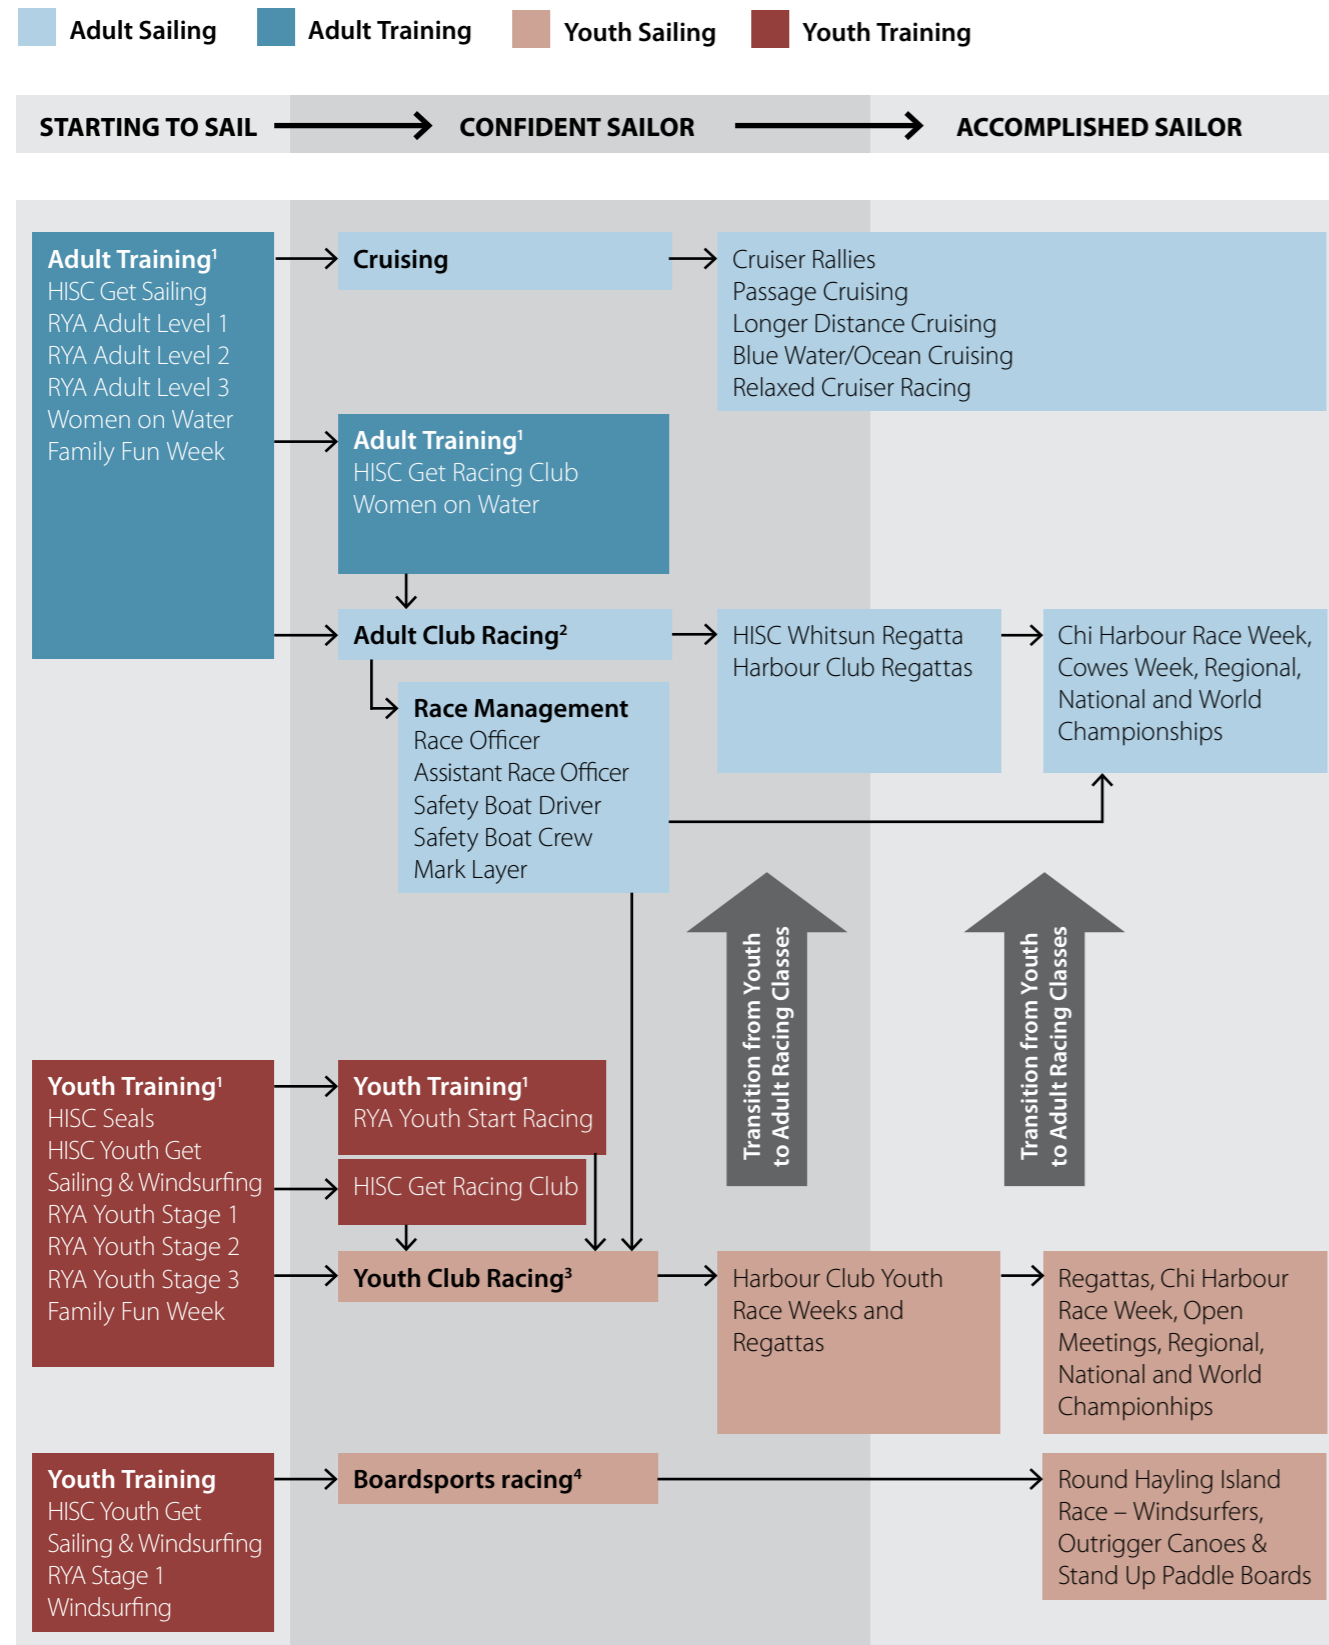 Adult Sailing
Adult Training
Youth Sailing
Youth Training
STARTING TO SAIL
CONFIDENT SAILOR
ACCOMPLISHED SAILOR
Adult Training¹
HISC Get Sailing
RYA Adult Level 1
RYA Adult Level 2
RYA Adult Level 3
Women on Water
Family Fun Week
Cruising
Cruiser Rallies
Passage Cruising
Longer Distance Cruising
Blue Water/Ocean Cruising
Relaxed Cruiser Racing
Adult Training¹
HISC Get Racing Club
Women on Water
Adult Club Racing²
HISC Whitsun Regatta
Harbour Club Regattas
Chi Harbour Race Week,
Cowes Week, Regional,
National and World
Championships
Race Management
Race Officer
Assistant Race Officer
Safety Boat Driver
Safety Boat Crew
Mark Layer
Transition from Youth
to Adult Racing Classes
Transition from Youth
to Adult Racing Classes
Youth Training¹
HISC Seals
HISC Youth Get
Sailing & Windsurfing
RYA Youth Stage 1
RYA Youth Stage 2
RYA Youth Stage 3
Family Fun Week
Youth Training¹
RYA Youth Start Racing
HISC Get Racing Club
Youth Club Racing³
Harbour Club Youth
Race Weeks and
Regattas
Regattas, Chi Harbour
Race Week, Open
Meetings, Regional,
National and World
Championhips
Youth Training
HISC Youth Get
Sailing & Windsurfing
RYA Stage 1
Windsurfing
Boardsports racing⁴
Round Hayling Island
Race – Windsurfers,
Outrigger Canoes &
Stand Up Paddle Boards